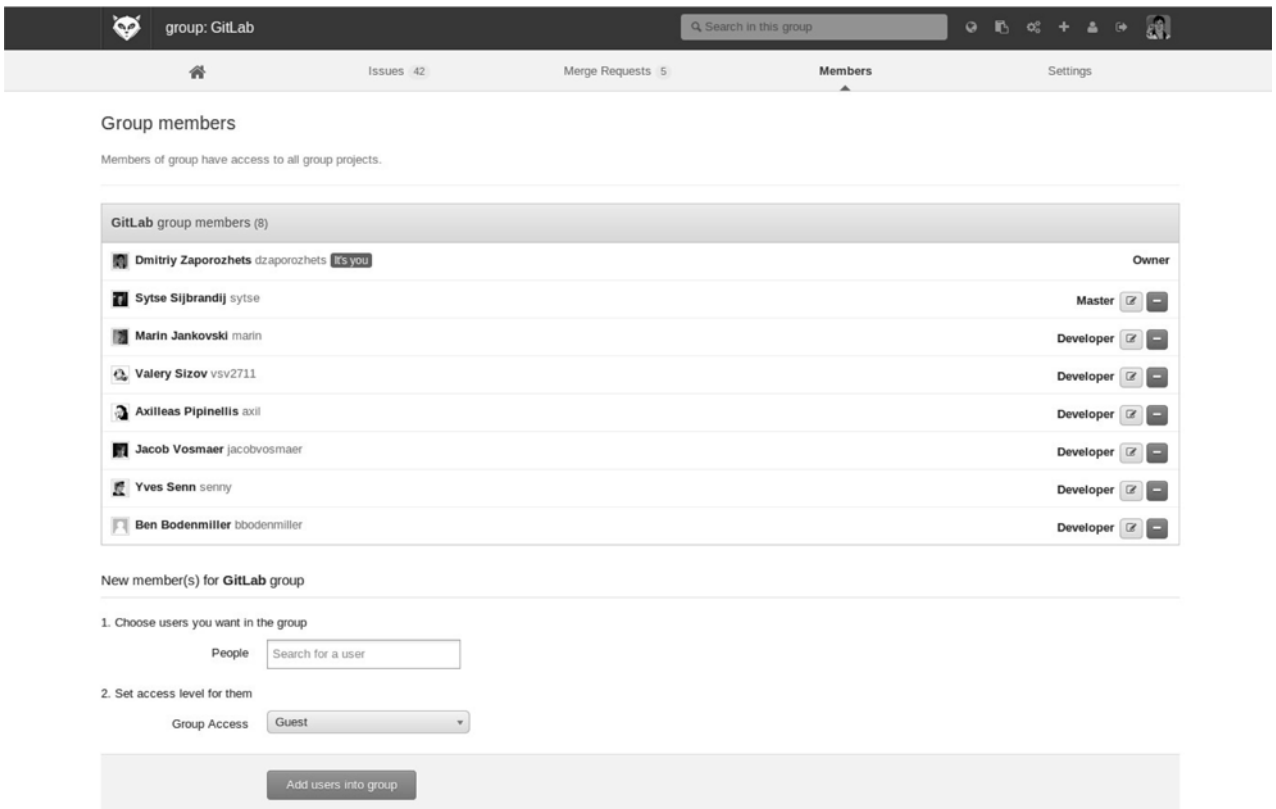 group: GitLab
Search in this group
Issues 42
Merge Requests 5
Members
Settings
Group members
Members of group have access to all group projects.
GitLab group members (8)
Dmitriy Zaporozhets dzaporozhets It's you Owner
Sytse Sijbrandij sytse Master
Marin Jankovski marin Developer
Valery Sizov vsv2711 Developer
Axilleas Pipinellis axil Developer
Jacob Vosmaer jacobvosmaer Developer
Yves Senn senny Developer
Ben Bodenmiller bbodenmiller Developer
New member(s) for GitLab group
1. Choose users you want in the group
People Search for a user
2. Set access level for them
Group Access Guest
Add users into group